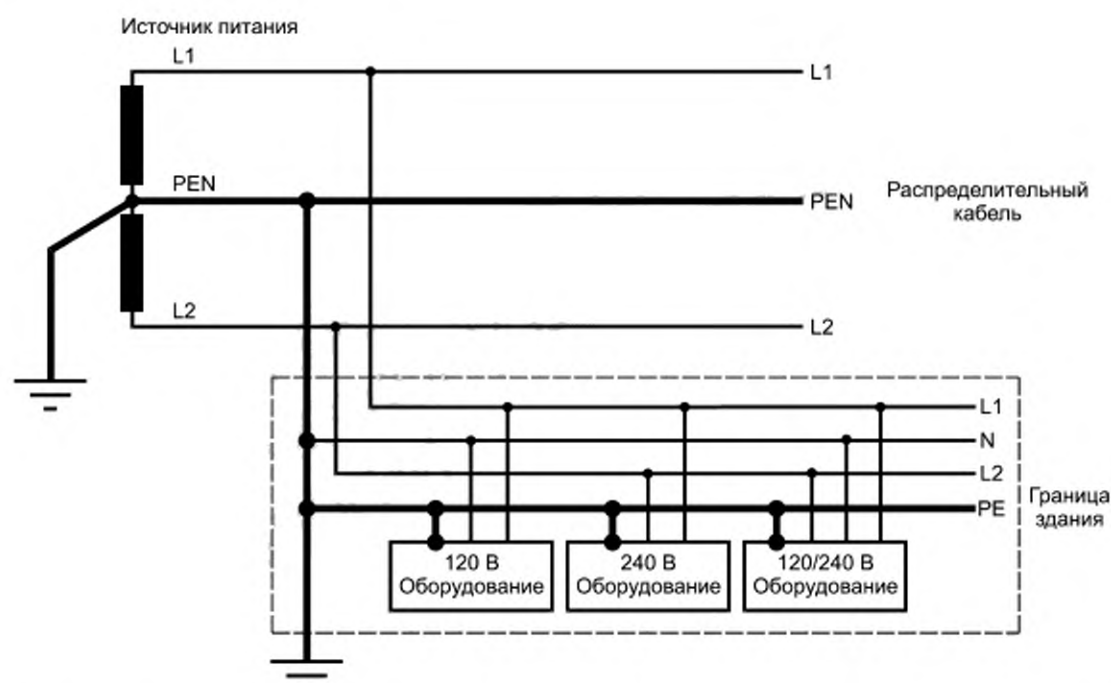 Источник питания
L1
L1
PEN
PEN
Распределительный
кабель
L2
L2
L1
N
L2
PE
Граница
здания
120 В
Оборудование
240 В
Оборудование
120/240 В
Оборудование